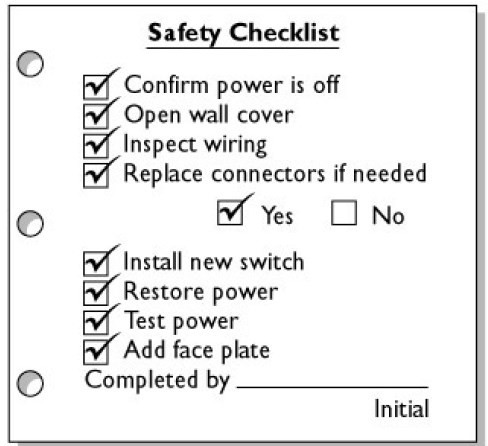 Safety Checklist
Confirm power is off
Open wall cover
Inspect wiring
Replace connectors if needed
Yes No
Install new switch
Restore power
Test power
Add face plate
Completed by
Initial